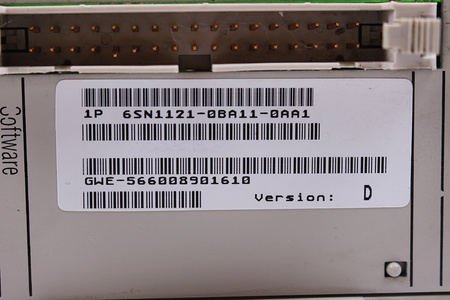 Software
1P 6SN1121-0BA11-0AA1
GWE-566008901610
Version: D